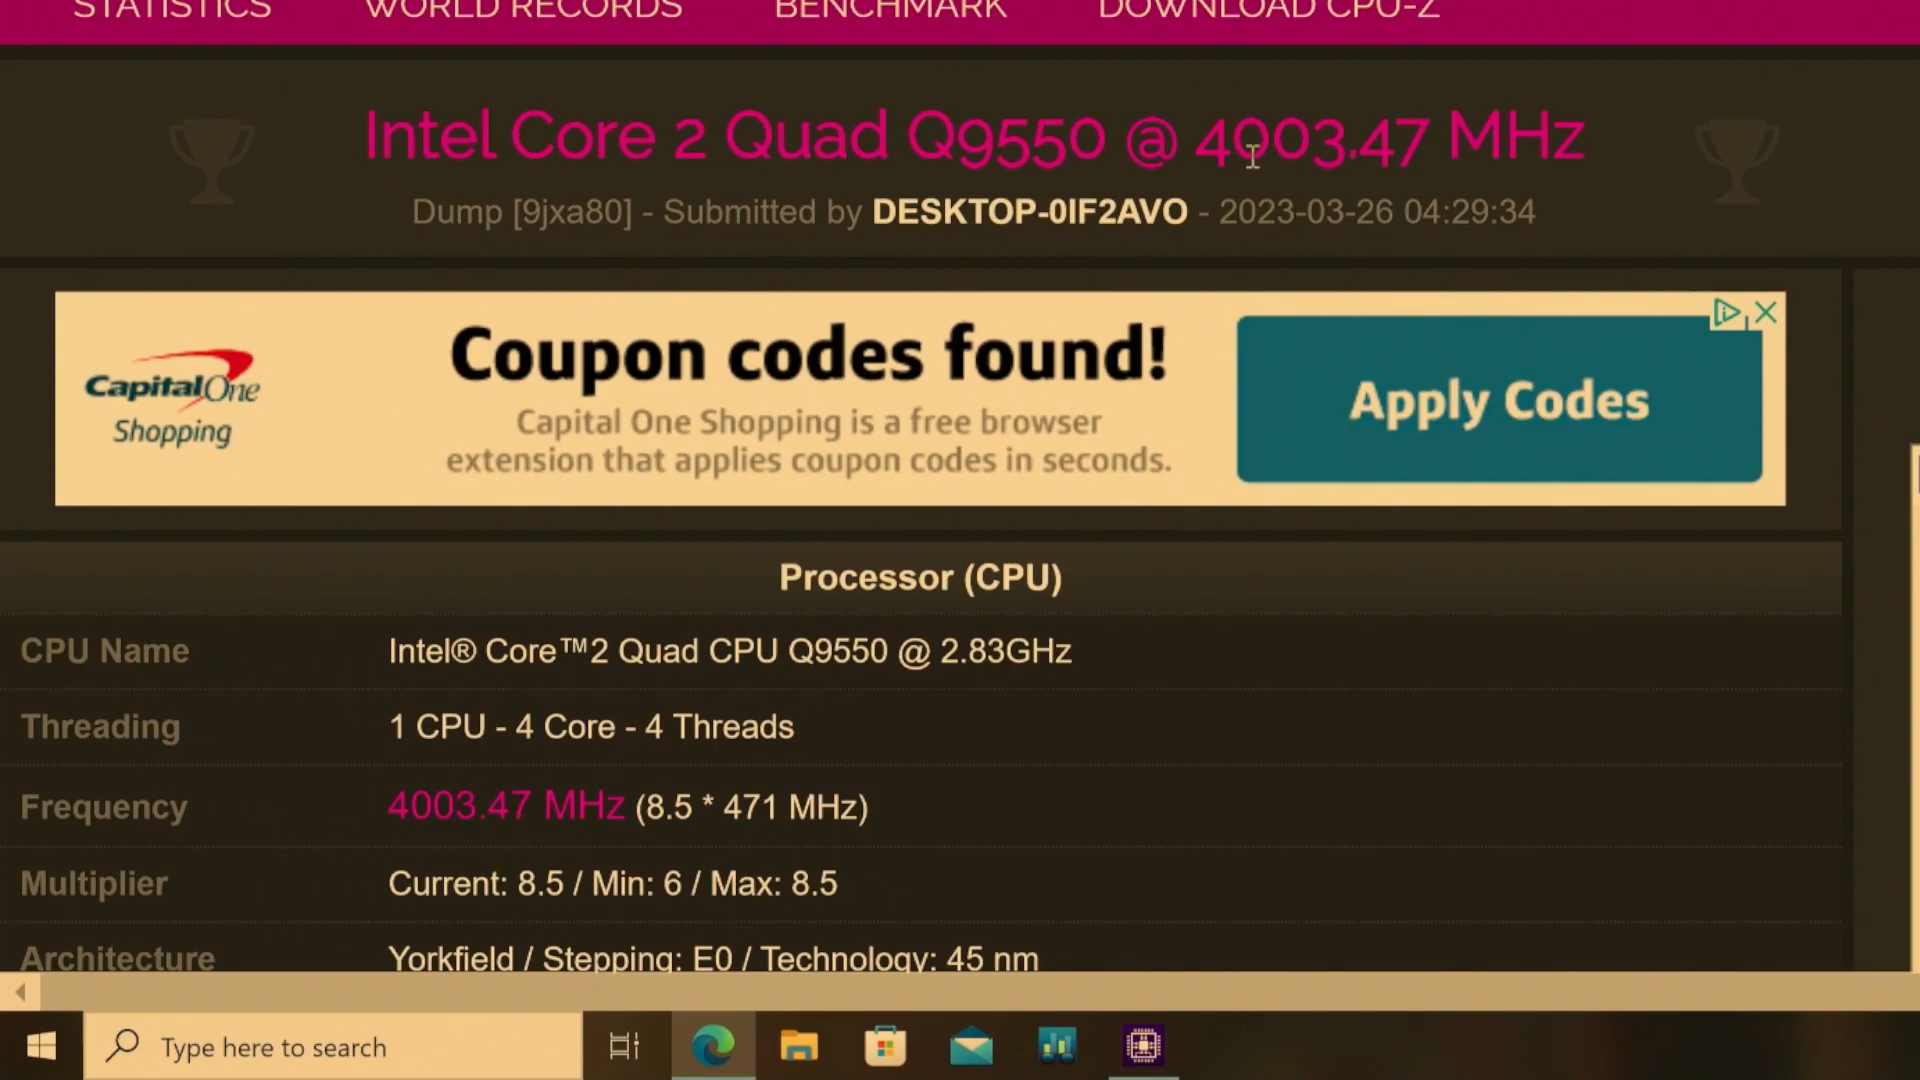 STATISTICS WORLD RECORDS BENCHMARK DOWNLOAD CPU-Z
Intel Core 2 Quad Q9550 @ 4003.47 MHz
Dump [9jxa80] - Submitted by DESKTOP-0IF2AVO - 2023-03-26 04:29:34
CapitalOne
Shopping
Coupon codes found!
Capital One Shopping is a free browser
extension that applies coupon codes in seconds.
Apply Codes
Processor (CPU)
CPU Name Intel® Core™2 Quad CPU Q9550 @ 2.83GHz
Threading 1 CPU - 4 Core - 4 Threads
Frequency 4003.47 MHz (8.5 * 471 MHz)
Multiplier Current: 8.5 / Min: 6 / Max: 8.5
Architecture Yorkfield / Stepping: E0 / Technology: 45 nm
Type here to search